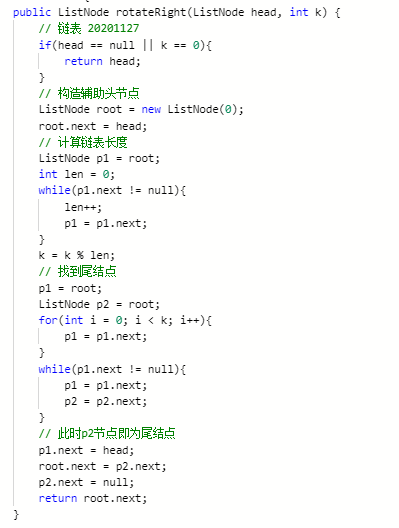 public ListNode rotateRight(ListNode head, int k) {
    // 链表 20201127
    if(head == null || k == 0){
        return head;
    }
    // 构造辅助头节点
    ListNode root = new ListNode(0);
    root.next = head;
    // 计算链表长度
    ListNode p1 = root;
    int len = 0;
    while(p1.next != null){
        len++;
        p1 = p1.next;
    }
    k = k % len;
    // 找到尾结点
    p1 = root;
    ListNode p2 = root;
    for(int i = 0; i < k; i++){
        p1 = p1.next;
    }
    while(p1.next != null){
        p1 = p1.next;
        p2 = p2.next;
    }
    // 此时p2节点即为尾结点
    p1.next = head;
    root.next = p2.next;
    p2.next = null;
    return root.next;
}